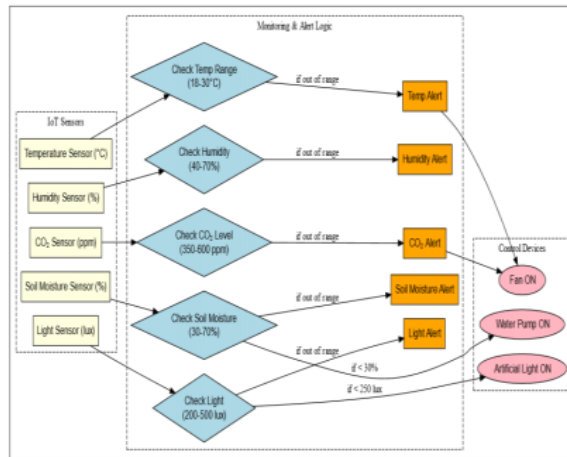 Monitoring & Alert Logic
Check Temp Range
(18-30°C)
if out of range
Temp Alert
IoT Sensors
Temperature Sensor (°C)
Check Humidity
(40-70%)
if out of range
Humidity Alert
Humidity Sensor (%)
CO₂ Sensor (ppm)
Check CO₂ Level
(350-600 ppm)
if out of range
CO₂ Alert
Control Devices
Fan ON
Soil Moisture Sensor (%)
Check Soil Moisture
(30-70%)
if out of range
Soil Moisture Alert
Light Sensor (lux)
Light Alert
if out of range
Water Pump ON
if < 30%
Artificial Light ON
if < 250 lux
Check Light
(200-500 lux)